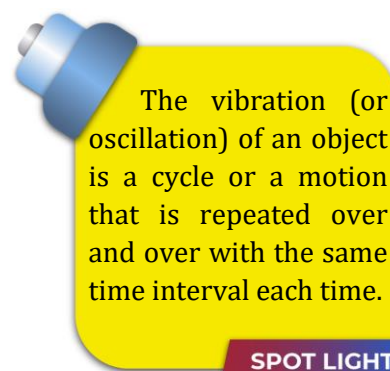 The vibration (or
oscillation) of an object
is a cycle or a motion
that is repeated over
and over with the same
time interval each time.
SPOT LIGHT